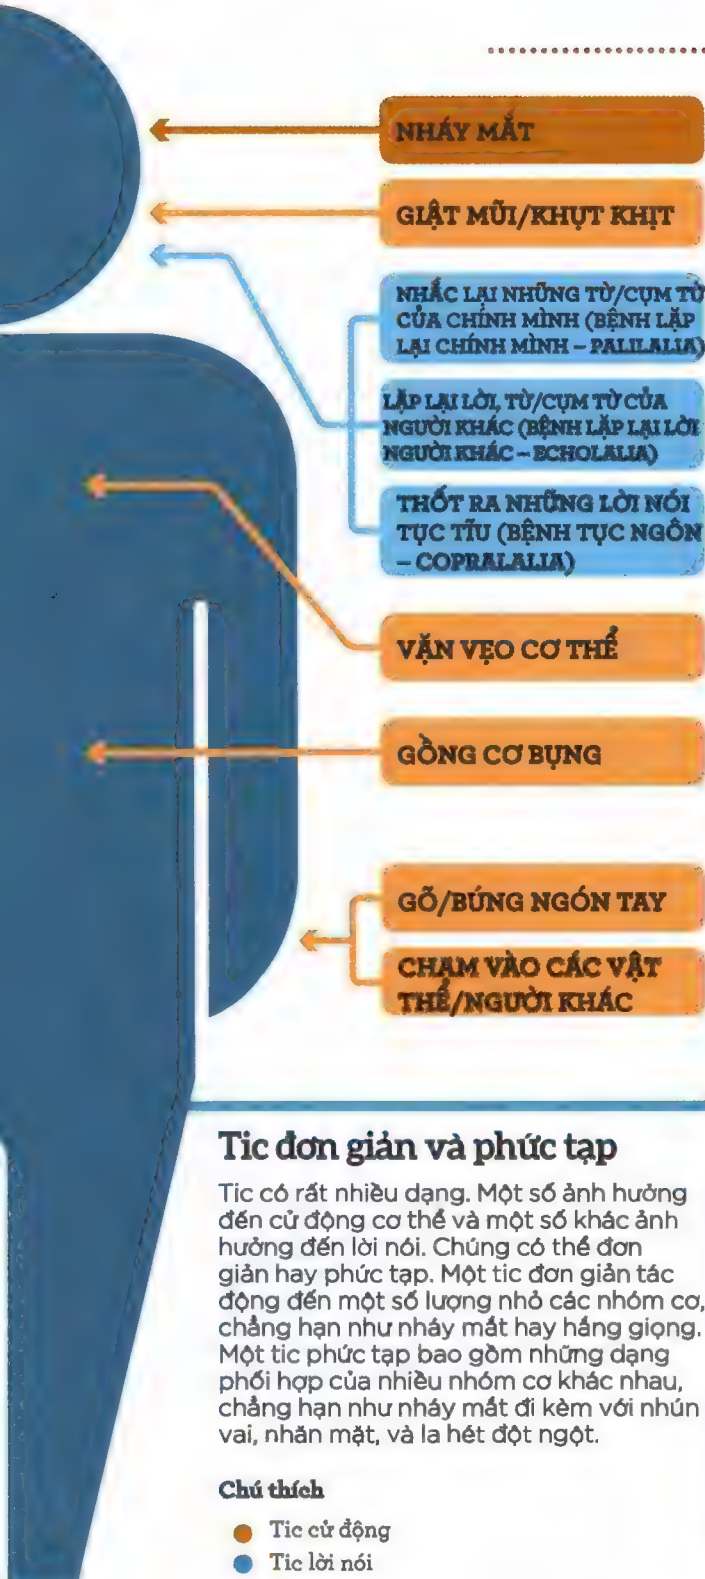 NHÁY MẮT
GIẬT MŨI/KHỤT KHỊT
NHẮC LẠI NHỮNG TỪ/CỤM TỪ
CỦA CHÍNH MÌNH (BỆNH LẶP
LẠI CHÍNH MÌNH – PALILALIA)
LẶP LẠI LỜI, TỪ/CỤM TỪ CỦA
NGƯỜI KHÁC (BỆNH LẶP LẠI LỜI
NGƯỜI KHÁC – ECHOLALIA)
THỐT RA NHỮNG LỜI NÓI
TỤC TĨU (BỆNH TỤC NGÔN
– COPRALALIA)
VẶN VẸO CƠ THỂ
GỒNG CƠ BỤNG
GÕ/BÚNG NGÓN TAY
CHẠM VÀO CÁC VẬT
THỂ/NGƯỜI KHÁC
Tic đơn giản và phức tạp
Tic có rất nhiều dạng. Một số ảnh hưởng
đến cử động cơ thể và một số khác ảnh
hưởng đến lời nói. Chúng có thể đơn
giản hay phức tạp. Một tic đơn giản tác
động đến một số lượng nhỏ các nhóm cơ,
chẳng hạn như nháy mắt hay hắng giọng.
Một tic phức tạp bao gồm những dạng
phối hợp của nhiều nhóm cơ khác nhau,
chẳng hạn như nháy mắt đi kèm với nhún
vai, nhăn mặt, và la hét đột ngột.
Chú thích
Tic cử động
Tic lời nói